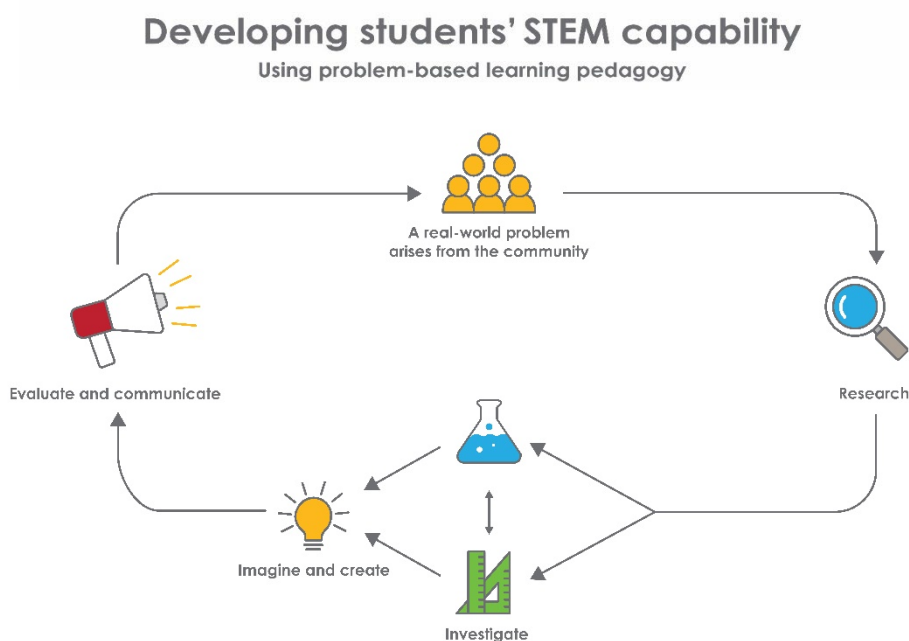 Developing students' STEM capability
Using problem-based learning pedagogy
A real-world problem
arises from the community
Research
Investigate
Imagine and create
Evaluate and communicate